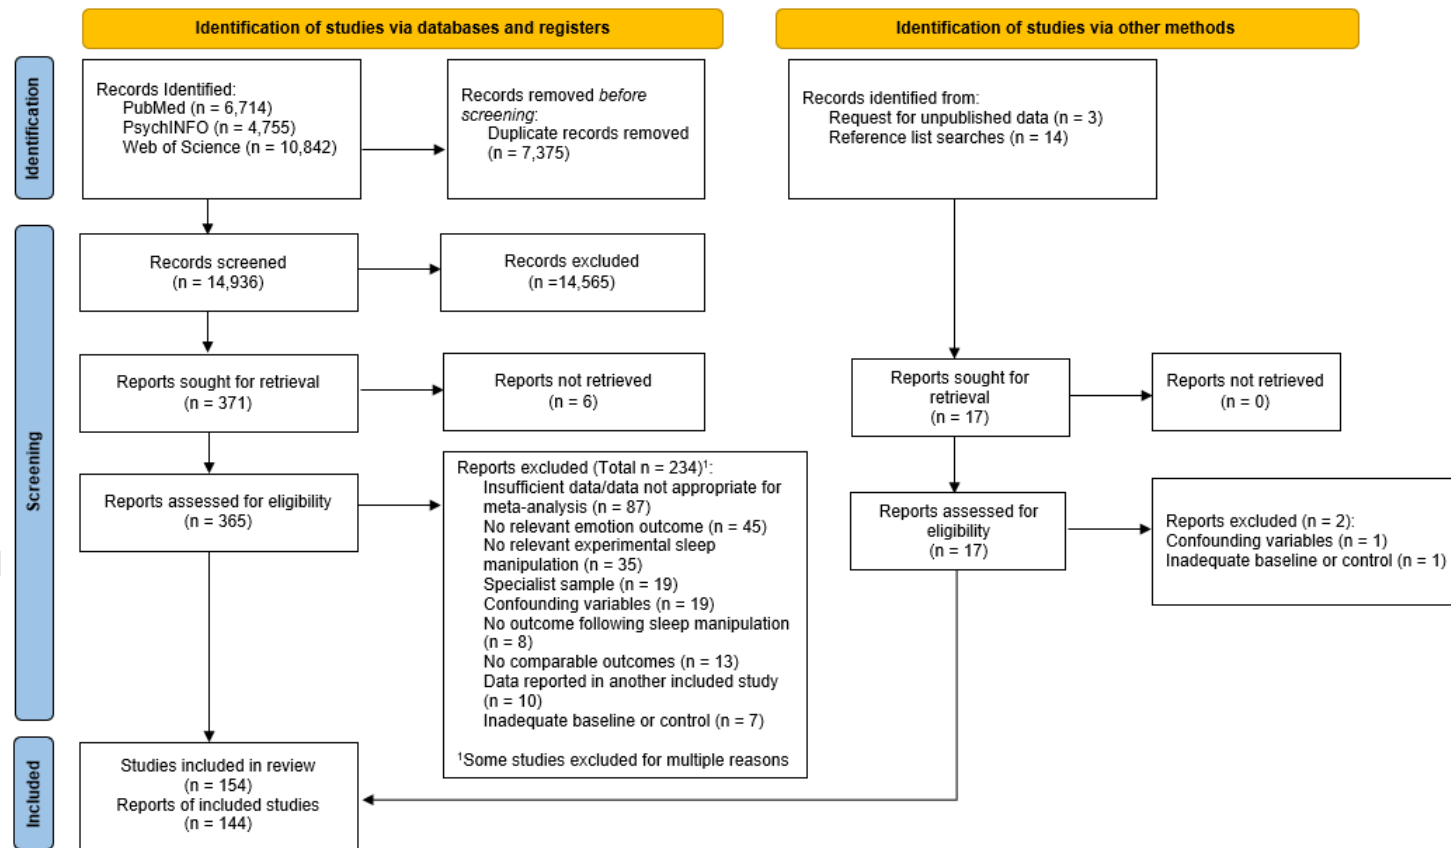 Identification of studies via databases and registers
Identification of studies via other methods
Identification
Records Identified:
PubMed (n = 6,714)
PsychINFO (n = 4,755)
Web of Science (n = 10,842)
Records removed before
screening:
Duplicate records removed
(n = 7,375)
Records identified from:
Request for unpublished data (n = 3)
Reference list searches (n = 14)
Screening
Records screened
(n = 14,936)
Records excluded
(n =14,565)
Reports sought for retrieval
(n = 371)
Reports not retrieved
(n = 6)
Reports sought for
retrieval
(n = 17)
Reports not retrieved
(n = 0)
Reports assessed for eligibility
(n = 365)
Reports excluded (Total n = 234)¹:
Insufficient data/data not appropriate for
meta-analysis (n = 87)
No relevant emotion outcome (n = 45)
No relevant experimental sleep
manipulation (n = 35)
Specialist sample (n = 19)
Confounding variables (n = 19)
No outcome following sleep manipulation
(n = 8)
No comparable outcomes (n = 13)
Data reported in another included study
(n = 10)
Inadequate baseline or control (n = 7)
¹Some studies excluded for multiple reasons
Reports assessed for
eligibility
(n = 17)
Reports excluded (n = 2):
Confounding variables (n = 1)
Inadequate baseline or control (n = 1)
Included
Studies included in review
(n = 154)
Reports of included studies
(n = 144)